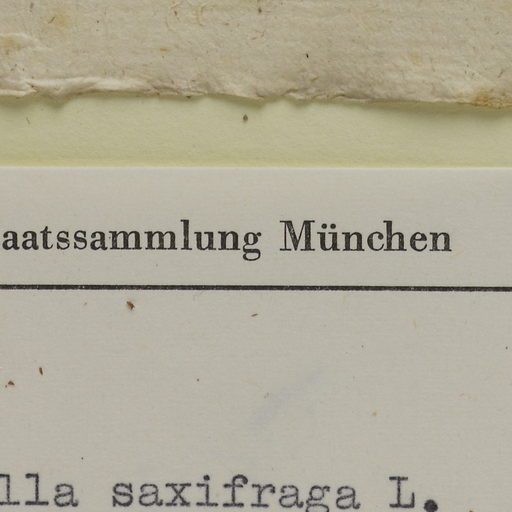 aatssammlung München
lla saxifraga L.